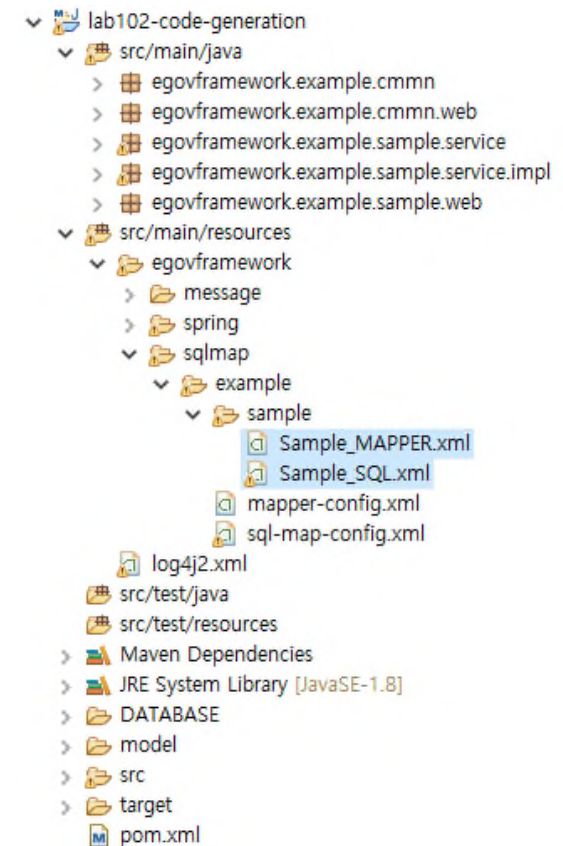 lab102-code-generation
src/main/java
egovframework.example.cmmn
egovframework.example.cmmn.web
egovframework.example.sample.service
egovframework.example.sample.service.impl
egovframework.example.sample.web
src/main/resources
egovframework
message
spring
sqlmap
example
sample
Sample_MAPPER.xml
Sample_SQL.xml
mapper-config.xml
sql-map-config.xml
log4j2.xml
src/test/java
src/test/resources
Maven Dependencies
JRE System Library [JavaSE-1.8]
DATABASE
model
src
target
pom.xml